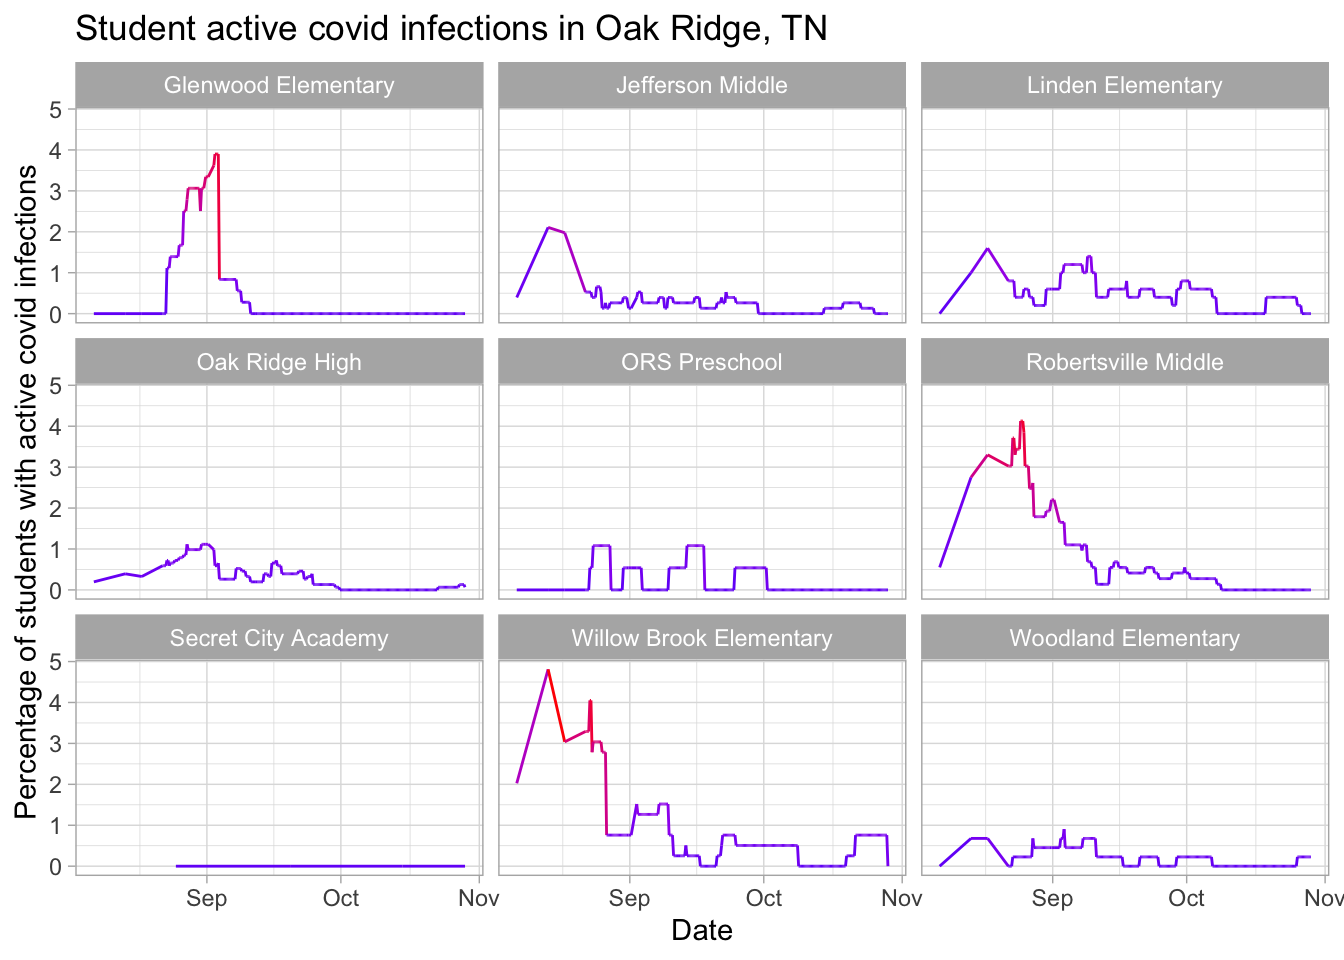 Student active covid infections in Oak Ridge, TN
Glenwood Elementary
Jefferson Middle
Linden Elementary
5
4
3
2
1
0
Oak Ridge High
ORS Preschool
Robertsville Middle
5
4
3
2
1
0
Secret City Academy
Willow Brook Elementary
Woodland Elementary
5
4
3
2
1
0
Percentage of students with active covid infections
Sep Oct Nov
Sep Oct Nov
Sep Oct Nov
Date